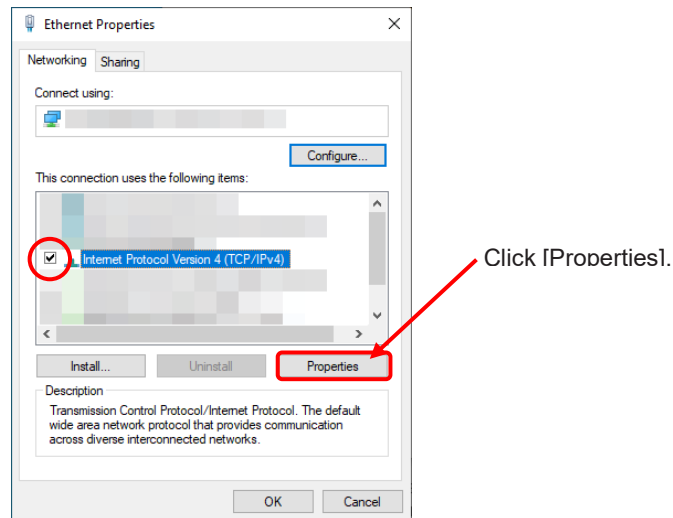 Ethernet Properties
Networking Sharing
Connect using:
Configure...
This connection uses the following items:
Internet Protocol Version 4 (TCP/IPv4)
Click [Properties].
Install... Uninstall Properties
Description
Transmission Control Protocol/Internet Protocol. The default
wide area network protocol that provides communication
across diverse interconnected networks.
OK Cancel